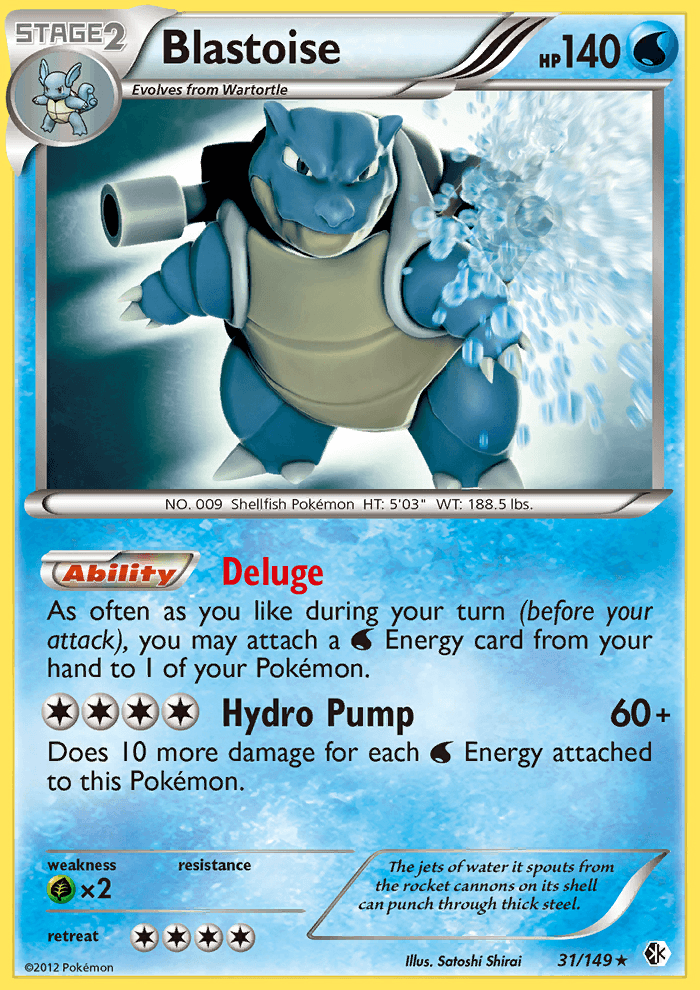 STAGE2
Blastoise
HP140
Evolves from Wartortle
NO. 009 Shellfish Pokémon HT: 5'03" WT: 188.5 lbs.
Ability Deluge
As often as you like during your turn (before your
attack), you may attach a Energy card from your
hand to 1 of your Pokémon.
Hydro Pump 60+
Does 10 more damage for each Energy attached
to this Pokémon.
weakness resistance
×2
retreat
The jets of water it spouts from
the rocket cannons on its shell
can punch through thick steel.
©2012 Pokémon
Illus. Satoshi Shirai 31/149 ★